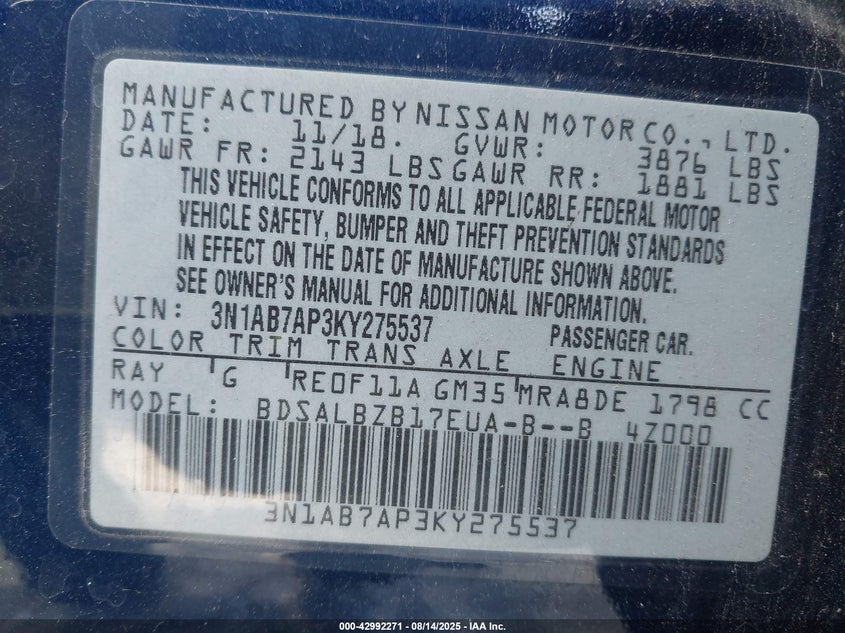 MANUFACTURED BY NISSAN MOTOR CO., LTD.
DATE: 11/18. GVWR: 3876 LBS
GAWR FR: 2143 LBS GAWR RR: 1881 LBS
THIS VEHICLE CONFORMS TO ALL APPLICABLE FEDERAL MOTOR
VEHICLE SAFETY, BUMPER AND THEFT PREVENTION STANDARDS
IN EFFECT ON THE DATE OF MANUFACTURE SHOWN ABOVE.
SEE OWNER'S MANUAL FOR ADDITIONAL INFORMATION.
VIN: 3N1AB7AP3KY275537 PASSENGER CAR.
COLOR TRIM TRANS AXLE ENGINE
RAY G RE0F11A GM35 MRA8DE 1798 CC
MODEL: BDSALBZB17EUA-B--B 4Z000
3N1AB7AP3KY275537
000-42992271 - 08/14/2025 - IAA Inc.